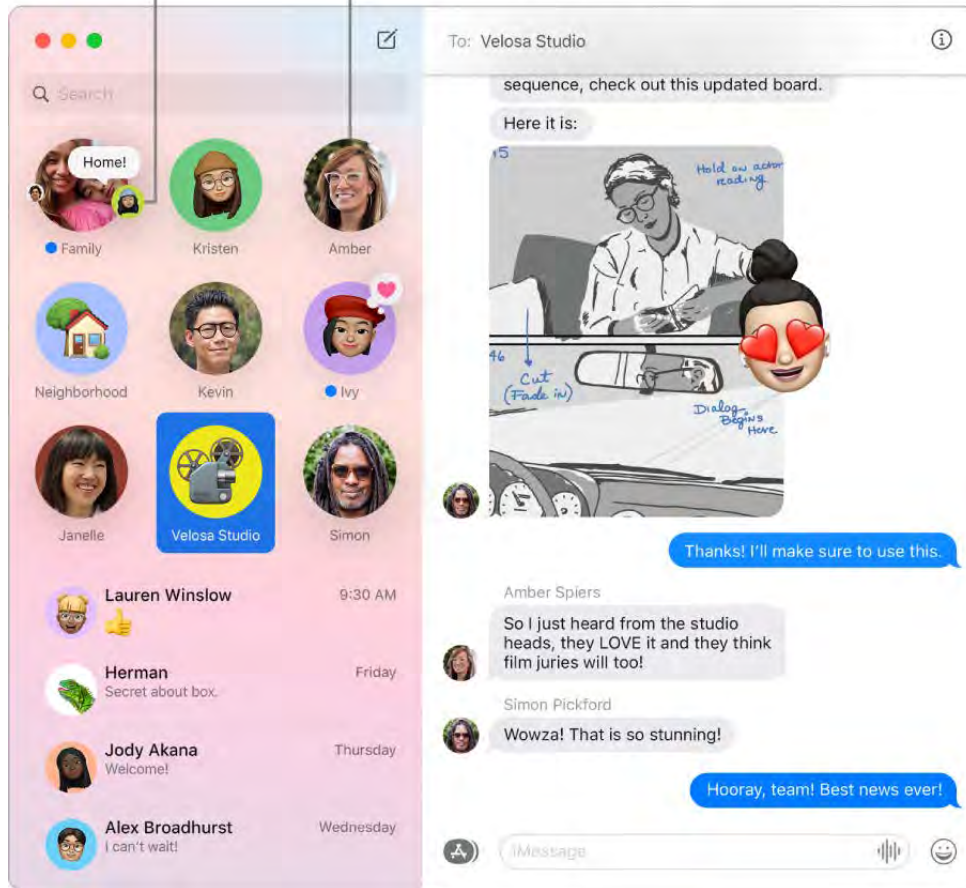 Search
Home!
Family
Kristen
Amber
Neighborhood
Kevin
Ivy
Janelle
Velosa Studio
Simon
Lauren Winslow
9:30 AM
Herman
Friday
Secret about box.
Jody Akana
Thursday
Welcome!
Alex Broadhurst
Wednesday
I can't wait!
To: Velosa Studio
sequence, check out this updated board.
Here it is:
Hold on actor
reading
46
Cut
(Fade in)
Dialog
Begins
Here
Thanks! I'll make sure to use this.
Amber Spiers
So I just heard from the studio
heads, they LOVE it and they think
film juries will too!
Simon Pickford
Wowza! That is so stunning!
Hooray, team! Best news ever!
iMessage